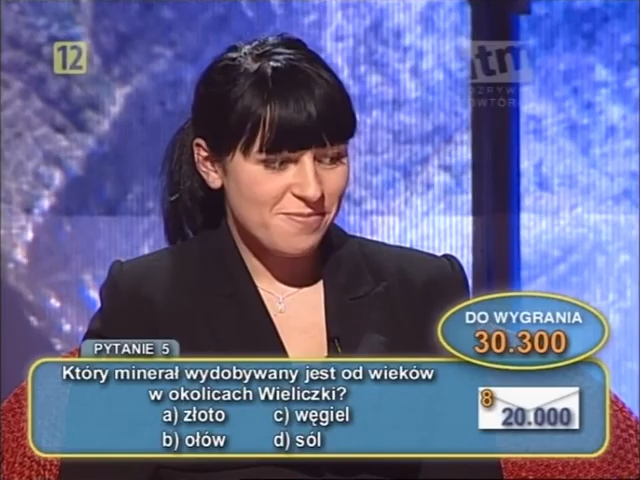 12
tm
DO WYGRANIA
30.300
PYTANIE 5
Który minerał wydobywany jest od wieków
w okolicach Wieliczki?
a) złoto c) węgiel
b) ołów d) sól
8
20.000